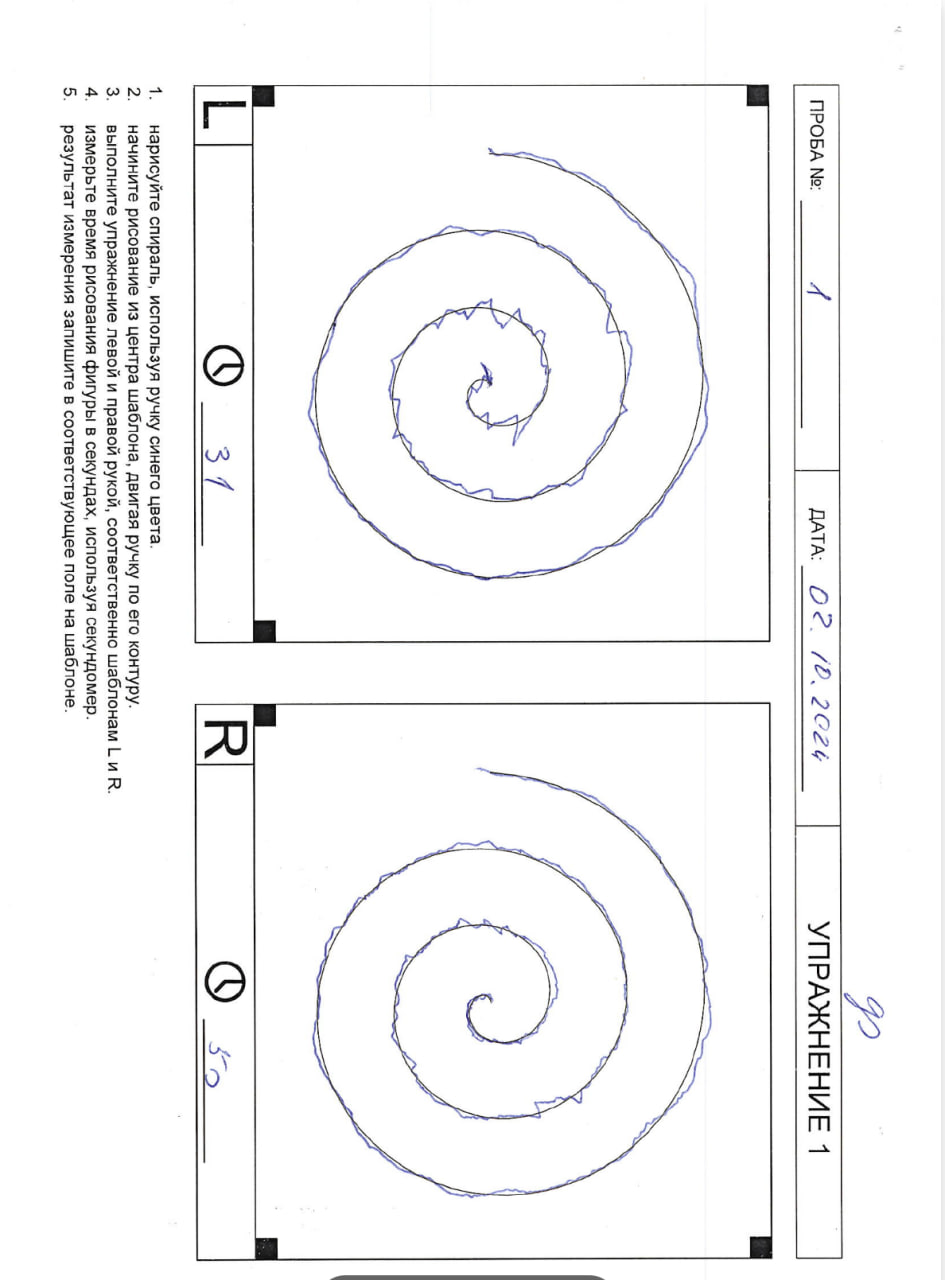 до
ПРОБА №: 1 ДАТА: 02.10.2024 УПРАЖНЕНИЕ 1
L 31
R 50
1. нарисуйте спираль, используя ручку синего цвета.
2. начините рисование из центра шаблона, двигая ручку по его контуру.
3. выполните упражнение левой и правой рукой, соответственно шаблонам L и R.
4. измерьте время рисования фигуры в секундах, используя секундомер.
5. результат измерения запишите в соответствующее поле на шаблоне.